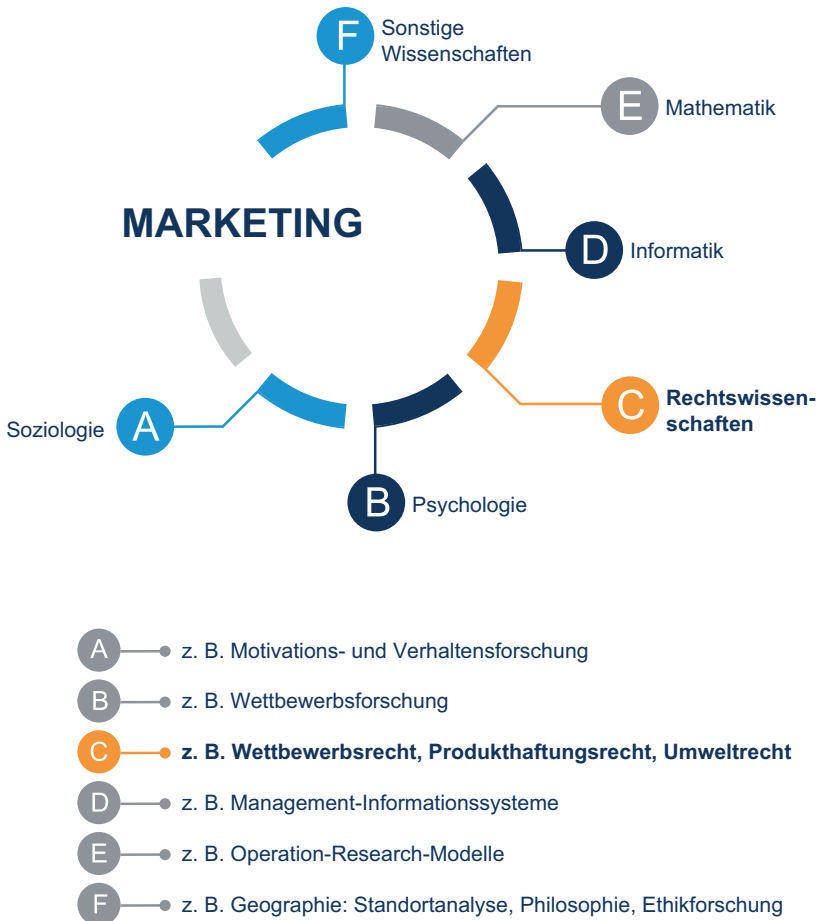 F Sonstige
Wissenschaften
E Mathematik
MARKETING
D Informatik
C Rechtswissen-
schaften
Soziologie A
B Psychologie
A z. B. Motivations- und Verhaltensforschung
B z. B. Wettbewerbsforschung
C z. B. Wettbewerbsrecht, Produkthaftungsrecht, Umweltrecht
D z. B. Management-Informationssysteme
E z. B. Operation-Research-Modelle
F z. B. Geographie: Standortanalyse, Philosophie, Ethikforschung